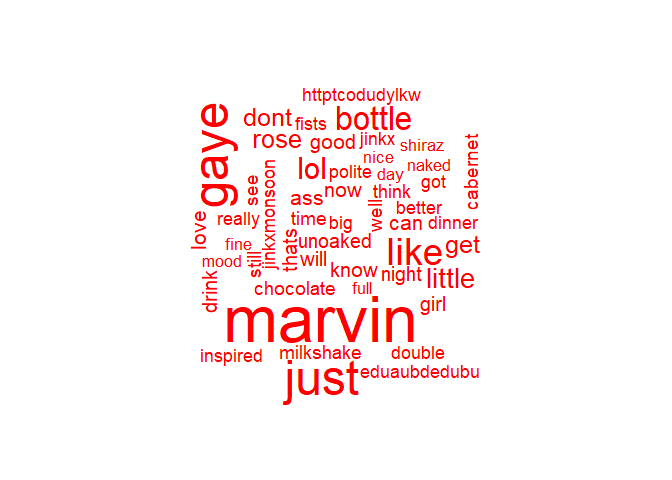 httptcodudylkw
gaye
dont
fists
bottle
rose
good
jinkx
shiraz
nice
lol
polite
day
naked
cabernet
see
ass
now
think
got
love
really
time
big
well
better
can
dinner
fine
jinkxmonsoon
thats
unoaked
like
get
mood
still
will
know
night
little
drink
chocolate
full
girl
marvin
inspired
milkshake
double
just
eduaubdedubu